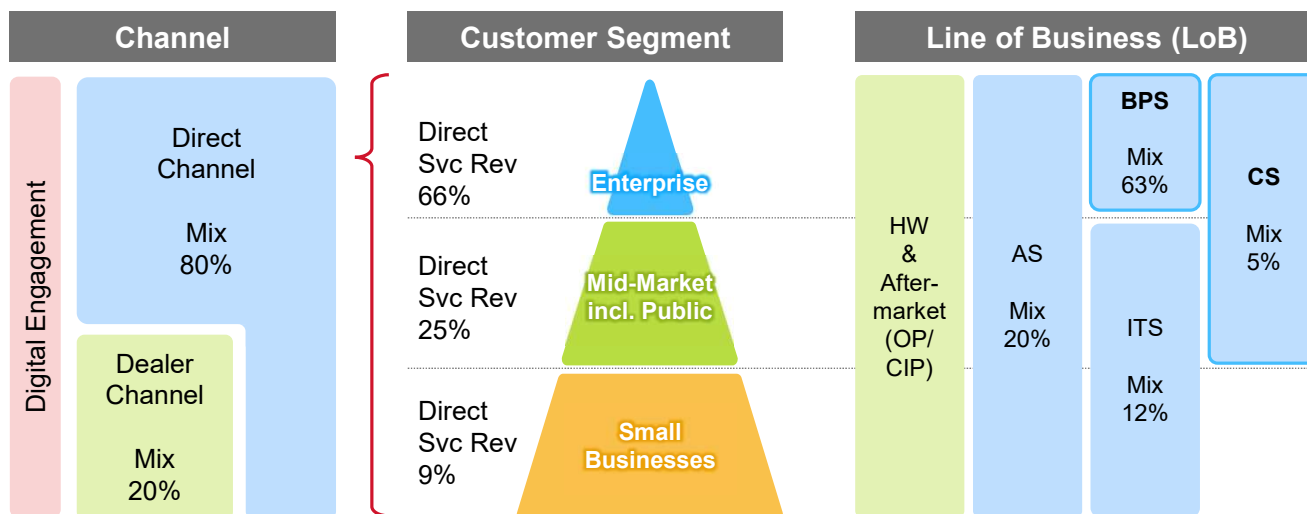 Channel
Digital Engagement
Direct
Channel
Mix
80%
Dealer
Channel
Mix
20%
Customer Segment
Direct
Svc Rev
66%
Enterprise
Direct
Svc Rev
25%
Mid-Market
incl. Public
Direct
Svc Rev
9%
Small
Businesses
Line of Business (LoB)
HW
&
After-
market
(OP/
CIP)
AS
Mix
20%
BPS
Mix
63%
ITS
Mix
12%
CS
Mix
5%